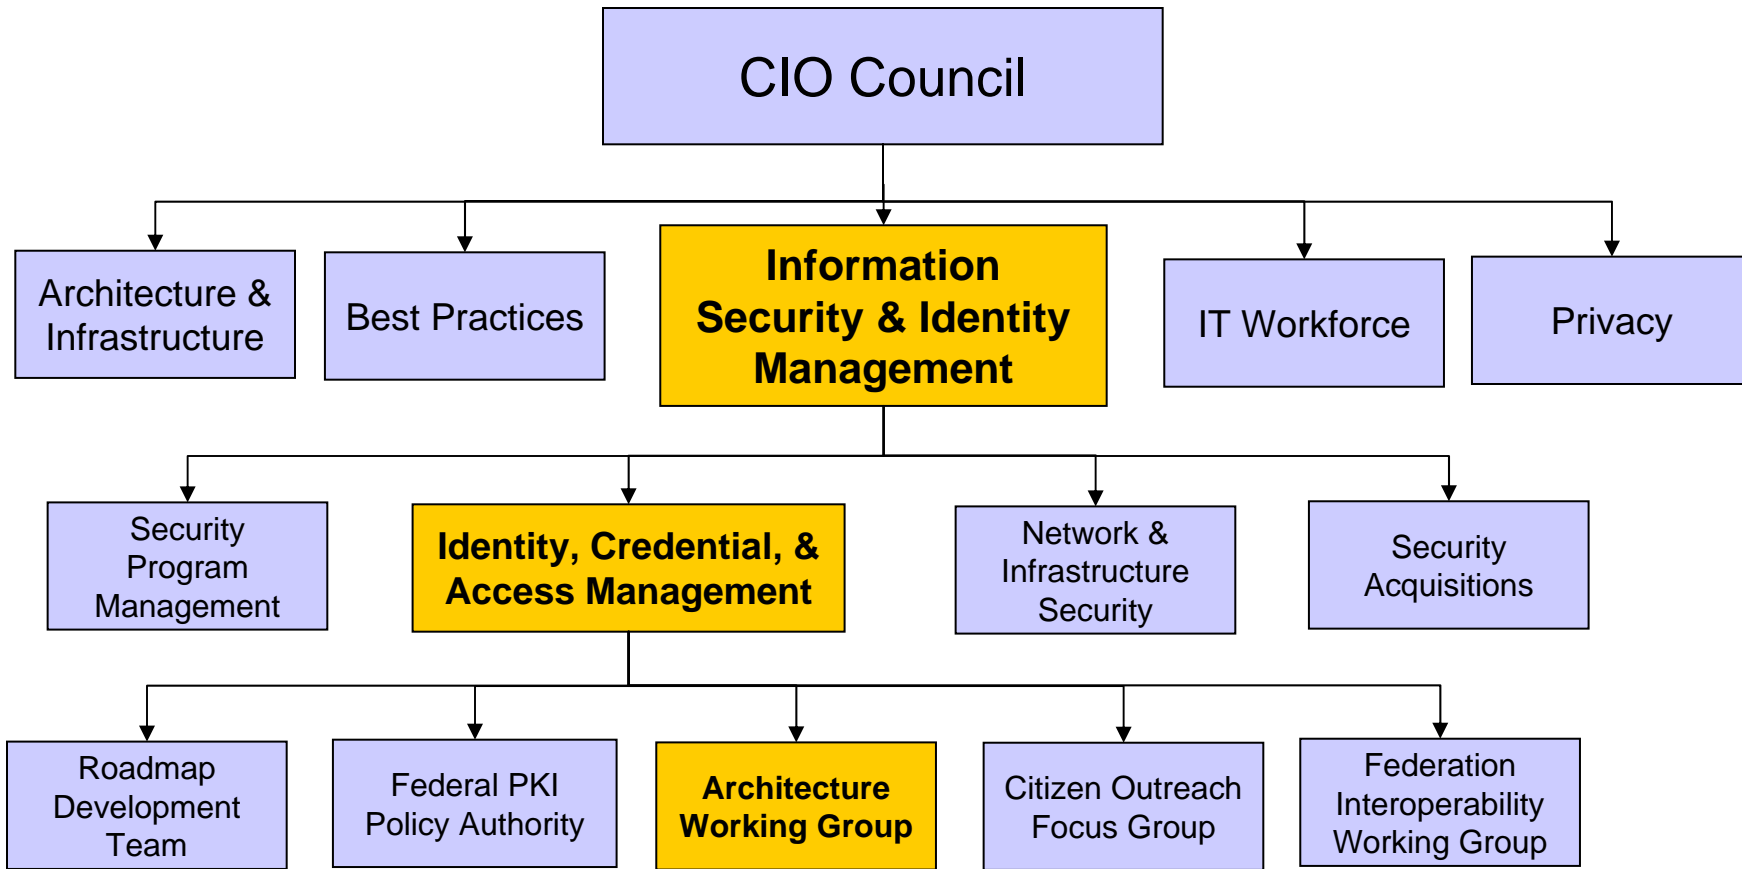 CIO Council
Architecture &
Infrastructure
Best Practices
Information
Security & Identity
Management
IT Workforce
Privacy
Security
Program
Management
Identity, Credential, &
Access Management
Network &
Infrastructure
Security
Security
Acquisitions
Roadmap
Development
Team
Federal PKI
Policy Authority
Architecture
Working Group
Citizen Outreach
Focus Group
Federation
Interoperability
Working Group